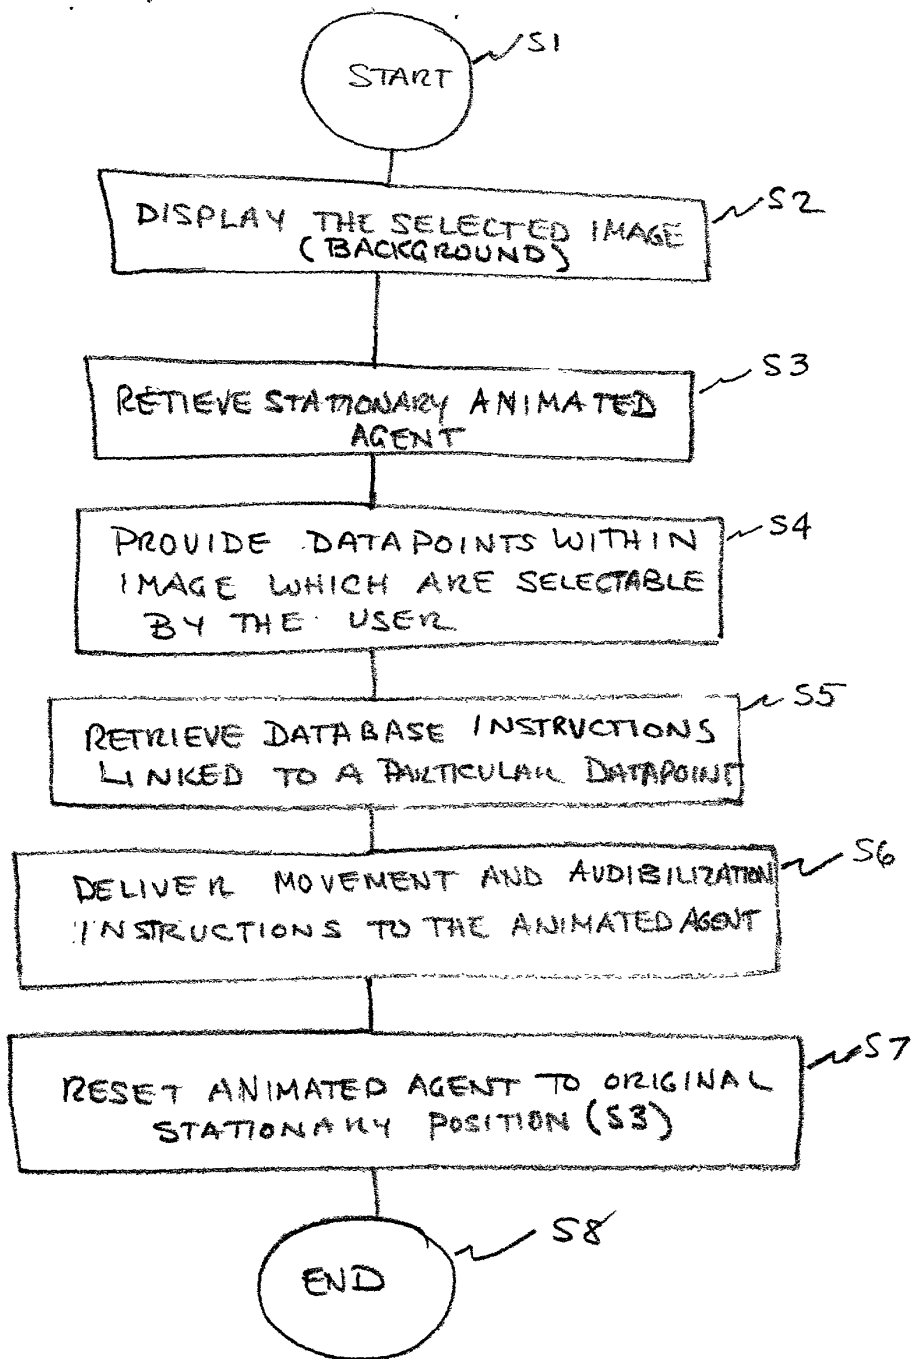 S1
START
S2
DISPLAY THE SELECTED IMAGE
(BACKGROUND)
S3
RETIEVE STATIONARY ANIMATED
AGENT
S4
PROVIDE DATAPOINTS WITHIN
IMAGE WHICH ARE SELECTABLE
BY THE USER
S5
RETRIEVE DATABASE INSTRUCTIONS
LINKED TO A PARTICULAR DATAPOINT
S6
DELIVER MOVEMENT AND AUDIBILIZATION
INSTRUCTIONS TO THE ANIMATED AGENT
S7
RESET ANIMATED AGENT TO ORIGINAL
STATIONARY POSITION (S3)
S8
END